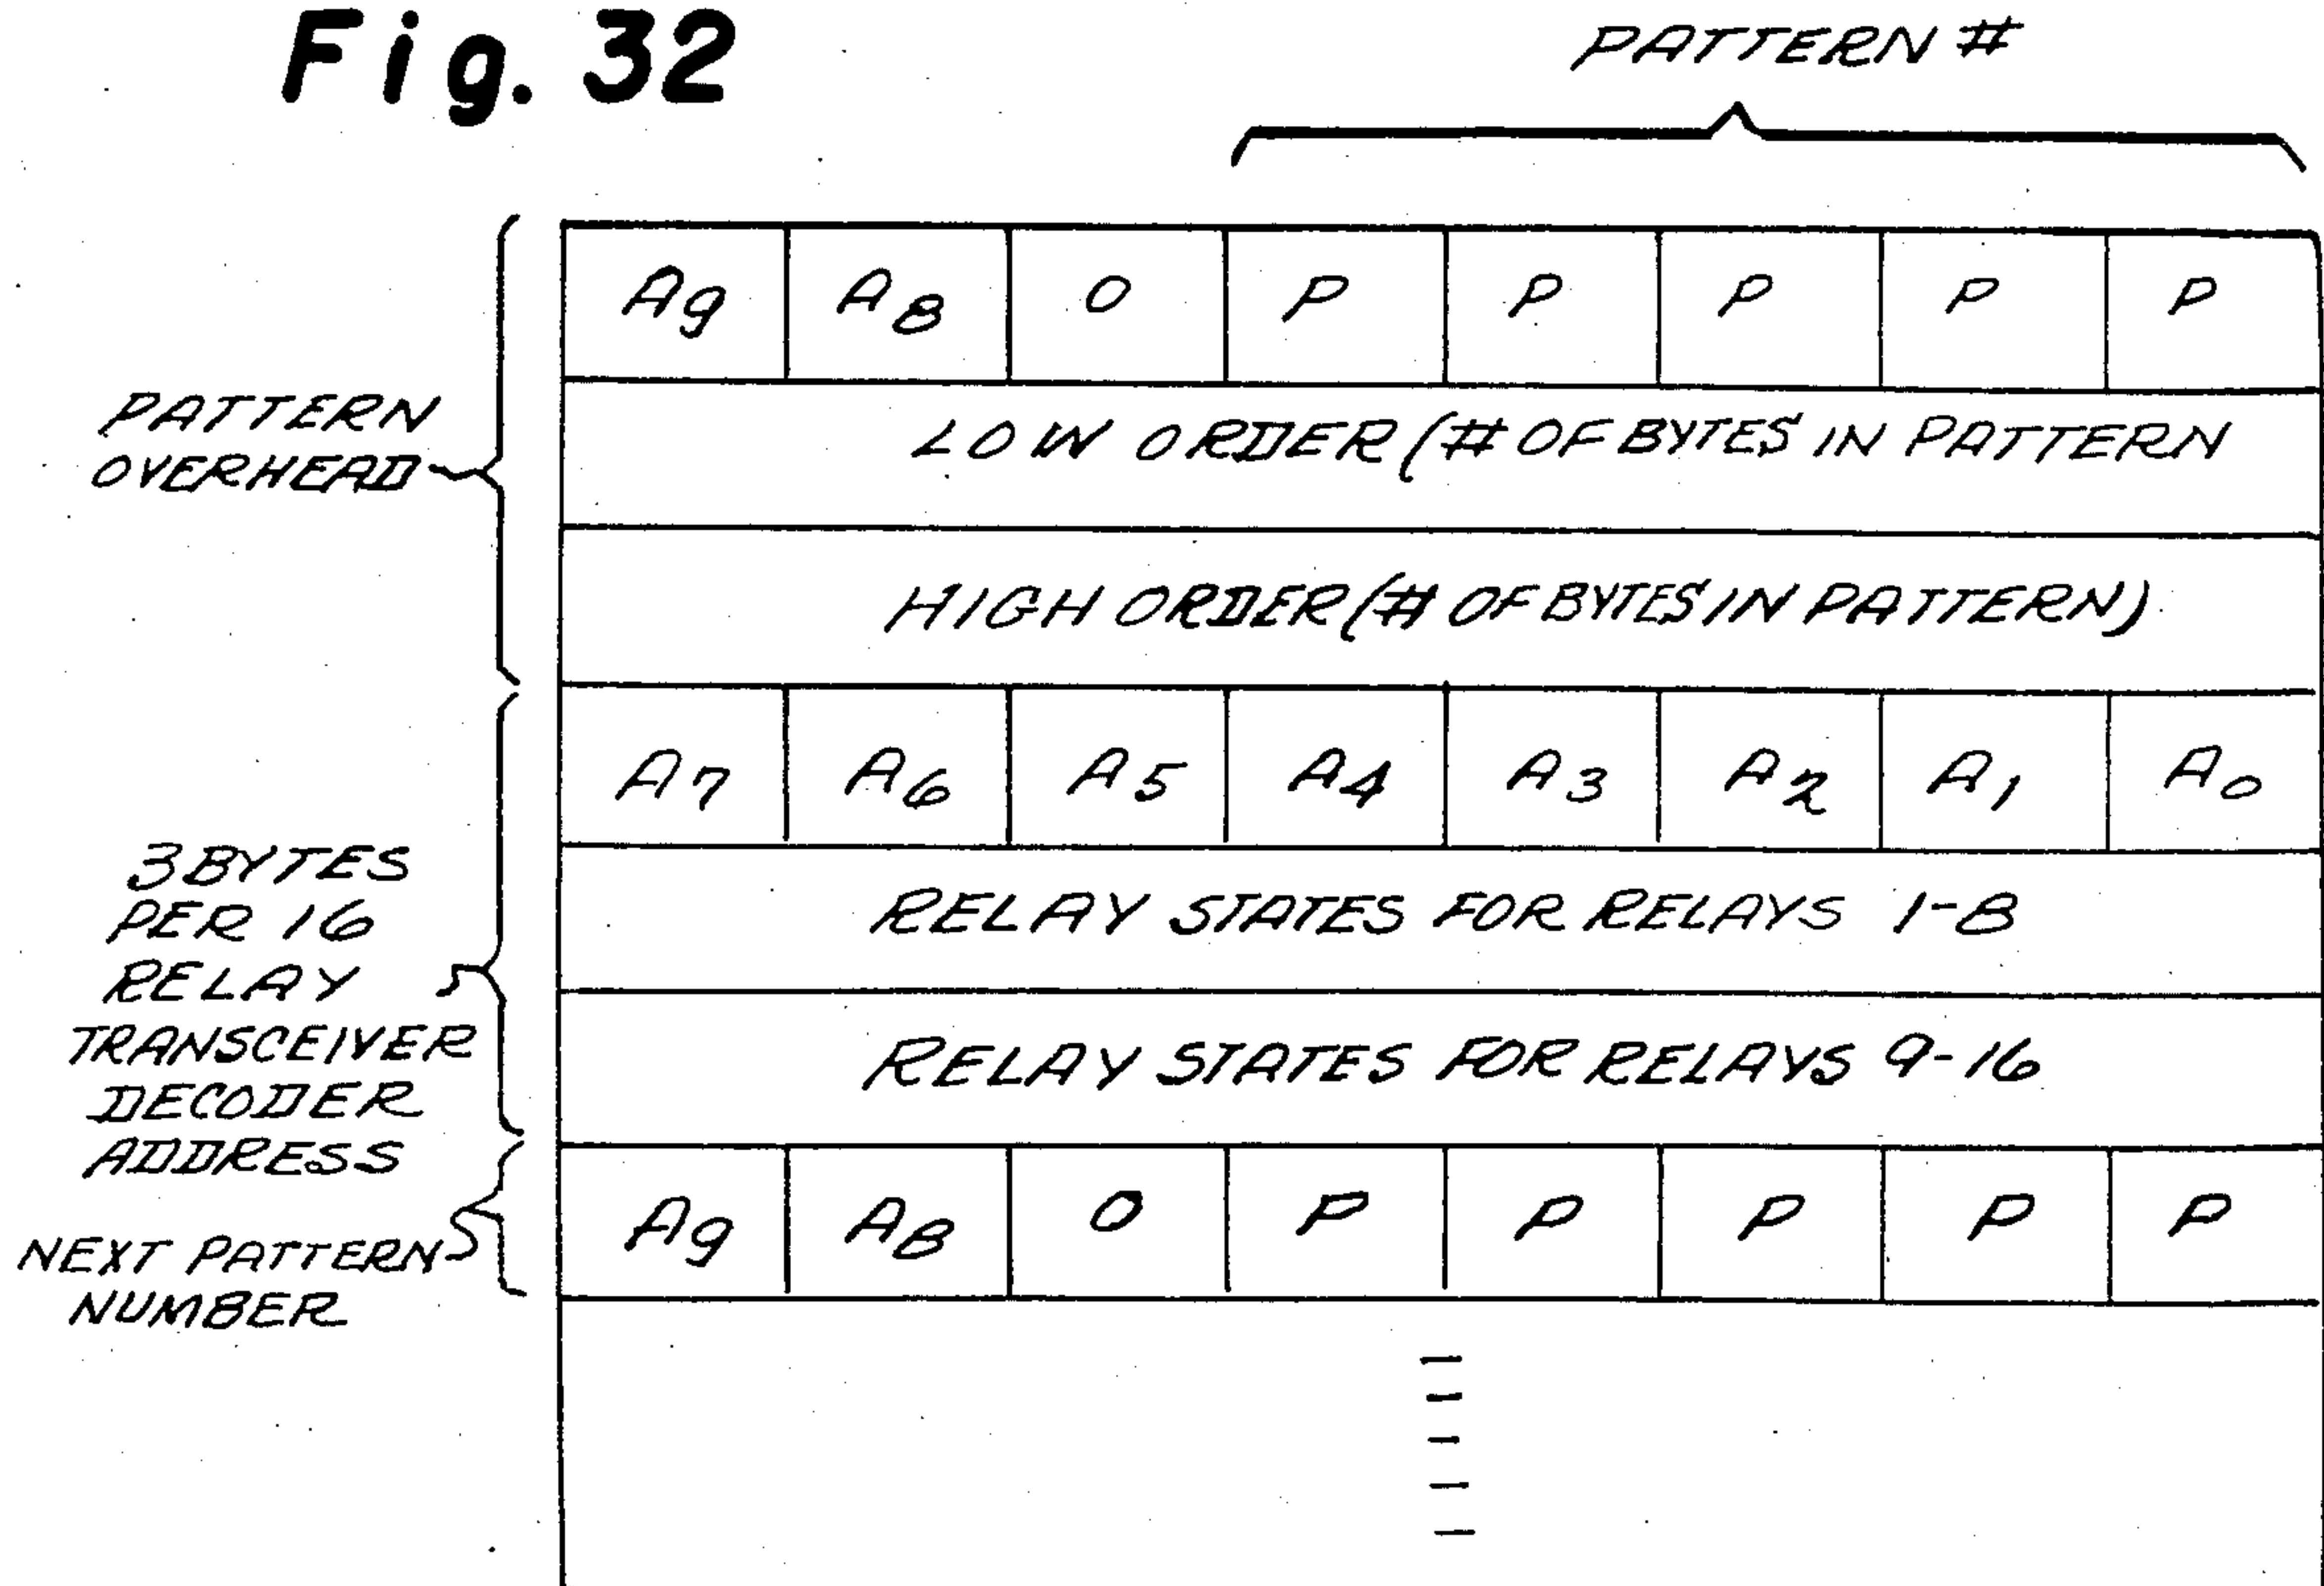 Fig. 32
PATTERN #
A9 A8 0 P P P P P
PATTERN
OVERHEAD
LOW ORDER (# OF BYTES IN PATTERN
HIGH ORDER (# OF BYTES IN PATTERN)
A7 A6 A5 A4 A3 A2 A1 A0
3 BYTES
PER 16
RELAY
TRANSCEIVER
DECODER
ADDRESS
RELAY STATES FOR RELAYS 1-8
RELAY STATES FOR RELAYS 9-16
A9 A8 0 P P P P P
NEXT PATTERN
NUMBER